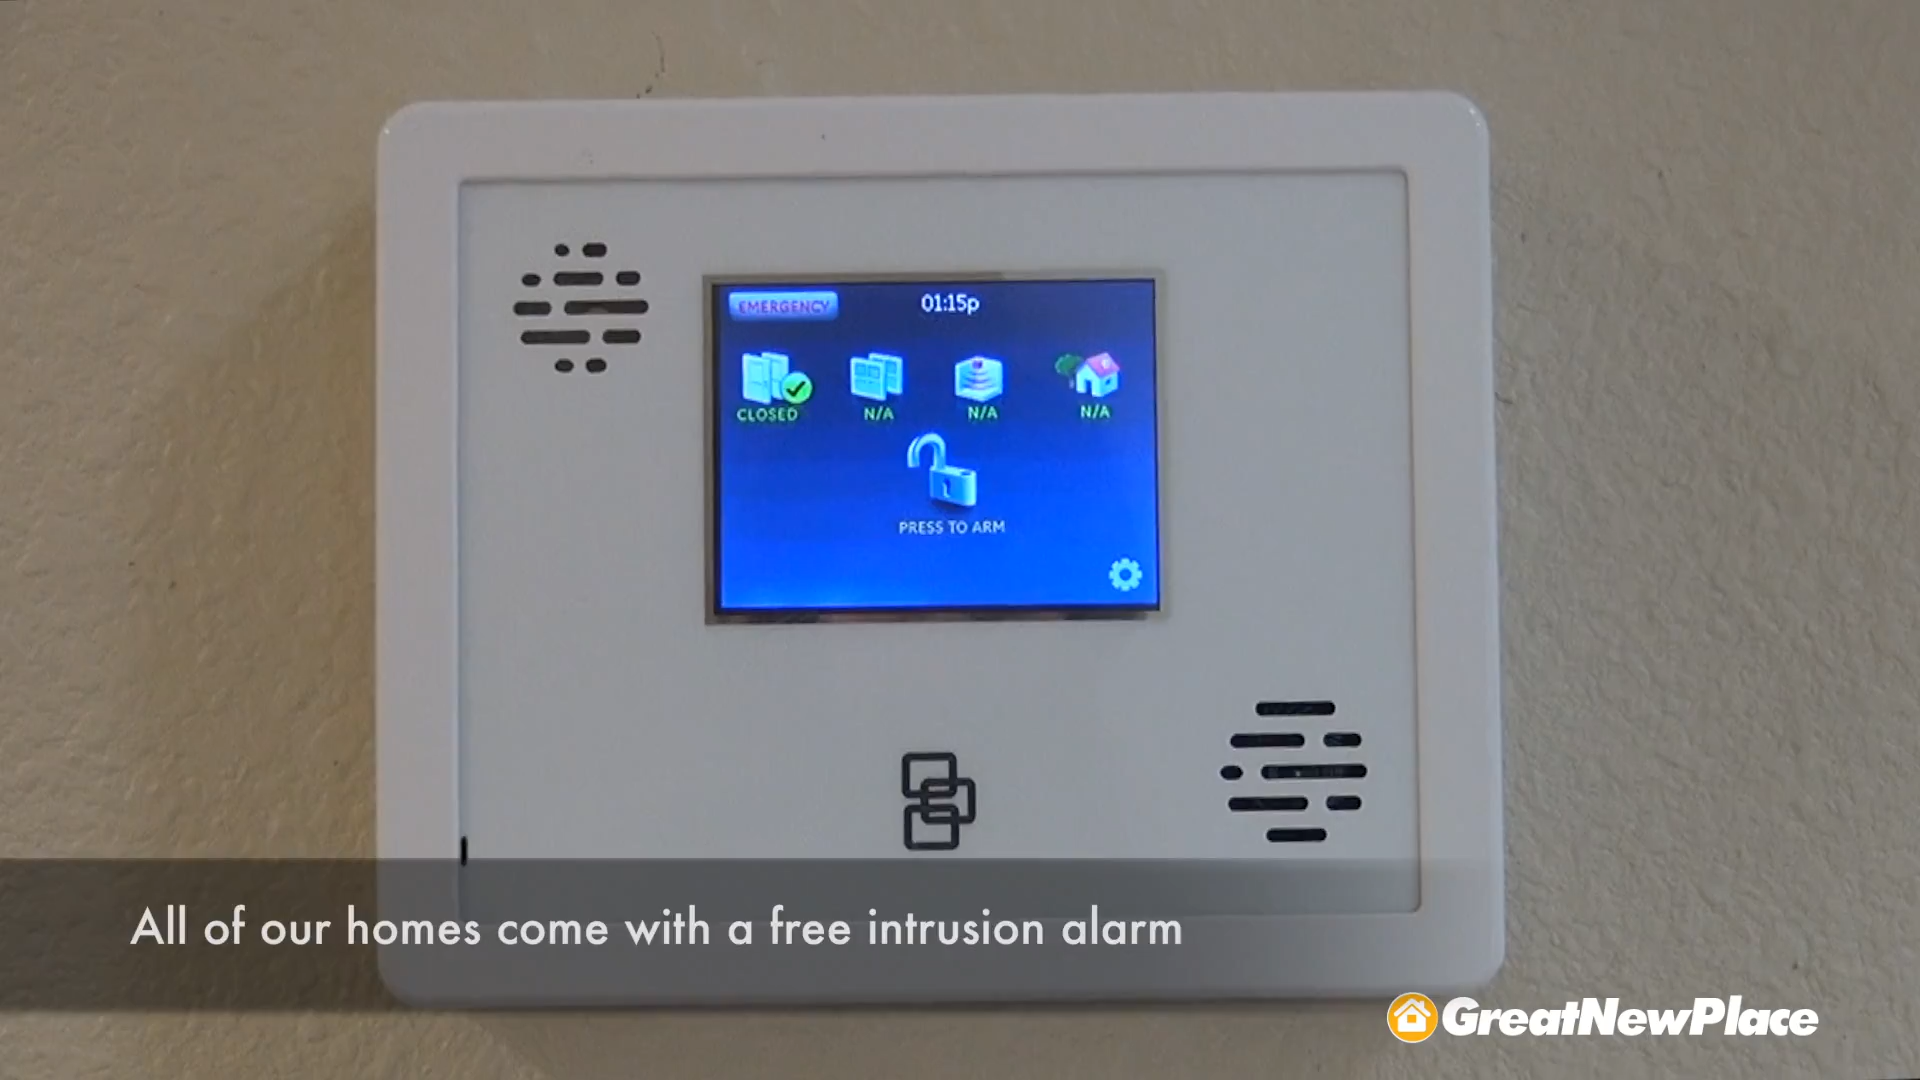 EMERGENCY
01:15p
CLOSED
N/A
N/A
N/A
PRESS TO ARM
All of our homes come with a free intrusion alarm
GreatNewPlace